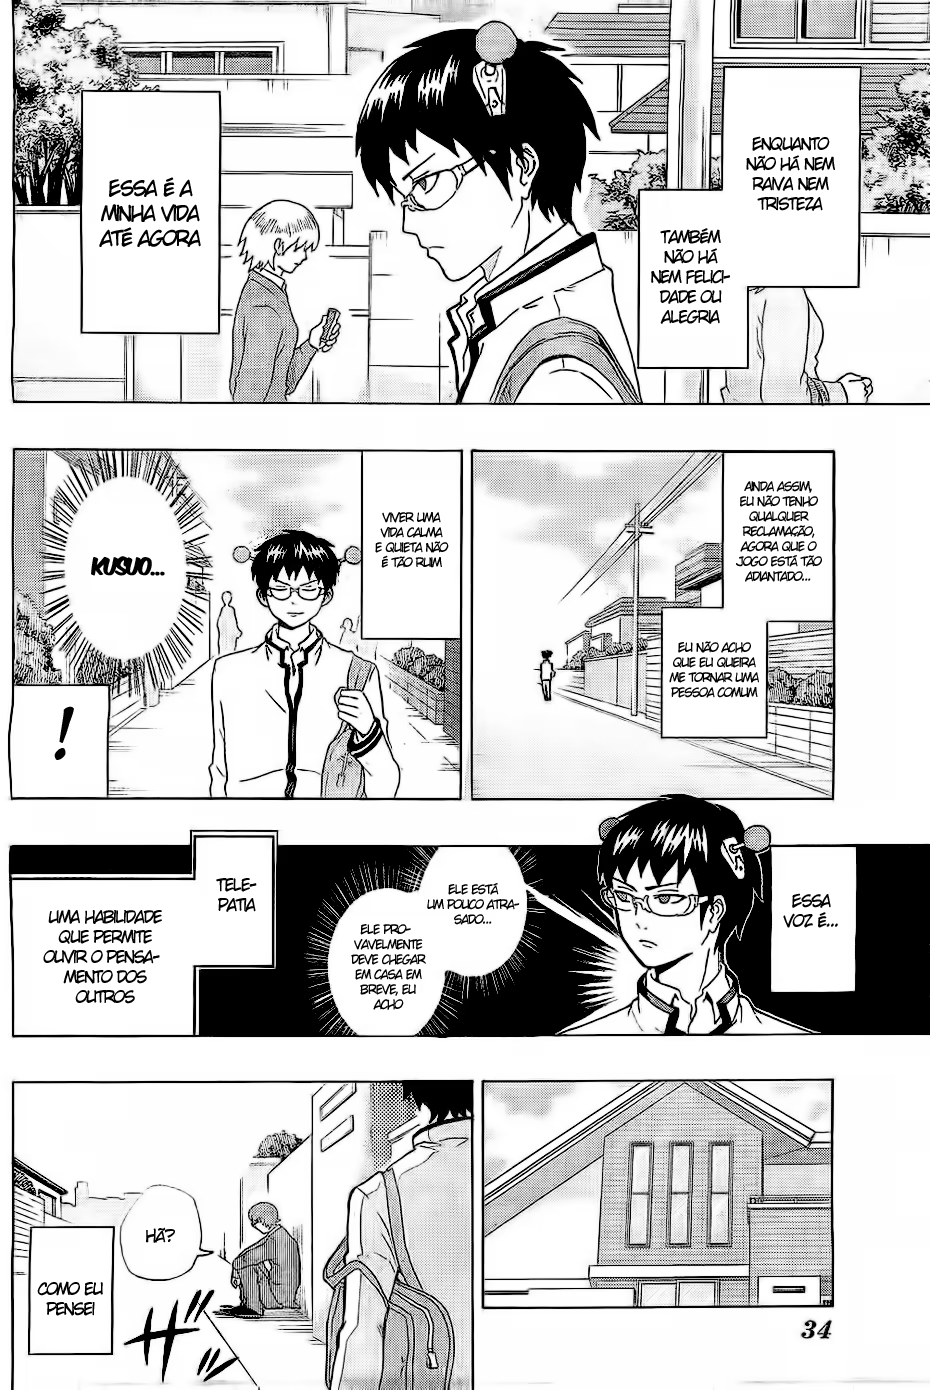 ENQUANTO
NÃO HÁ NEM
RAIVA NEM
TRISTEZA
TAMBÉM
NÃO HÁ
NEM FELICI-
DADE OU
ALEGRIA
ESSA É A
MINHA VIDA
ATÉ AGORA
AINDA ASSIM,
EU NÃO TENHO
QUALQUER
RECLAMAÇÃO,
AGORA QUE O
JOGO ESTÁ TÃO
ADIANTADO...
EU NÃO ACHO
QUE EU QUEIRA
ME TORNAR UMA
PESSOA COMUM
VIVER UMA
VIDA CALMA
E QUIETA NÃO
É TÃO RUIM
KUSUO...
!
ESSA
VOZ É...
ELE ESTÁ
UM POUCO ATRA-
SADO...
ELE PRO-
VAVELMENTE
DEVE CHEGAR
EM CASA EM
BREVE, EU
ACHO
TELE-
PATIA
UMA HABILIDADE
QUE PERMITE
OLIVIR O PENSA-
MENTO DOS
OUTROS
HÃ?
COMO EU
PENSEI
ザッ
34